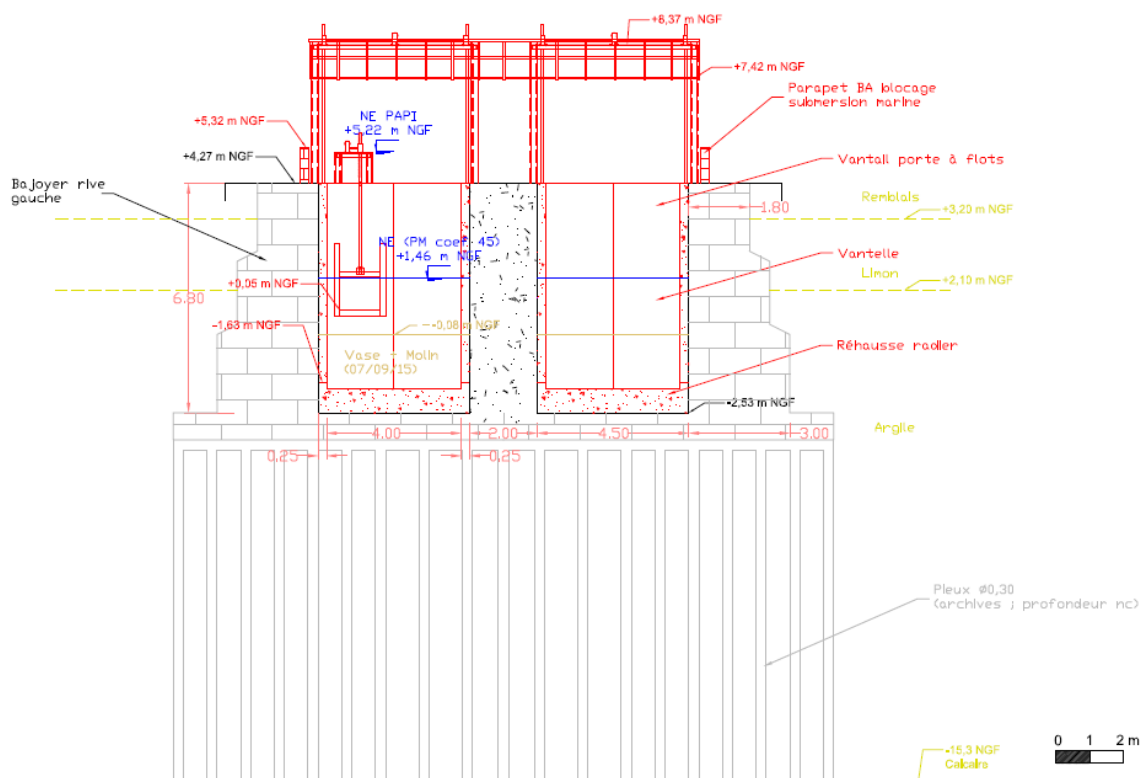 +8,37 m NGF
+7,42 m NGF
Parapet BA blocage
submersion marine
NE PAPI
+5,22 m NGF
+5,32 m NGF
+4,27 m NGF
Vantail porte à flots
Bajoyer rive
gauche
Remblais
1.80
+3,20 m NGF
NE (PM coef. 45)
+1,46 m NGF
Vantelle
Limon
+2,10 m NGF
+0,05 m NGF
6.80
-1,63 m NGF
-0,08 m NGF
Vase - Molin
(07/09/15)
Réhausse radier
-2,53 m NGF
Argile
4.00
2.00
4.50
3.00
0.25
0.25
Pieux Ø0,30
(archives ; profondeur nc)
0 1 2 m
-15,3 NGF
Calcaire